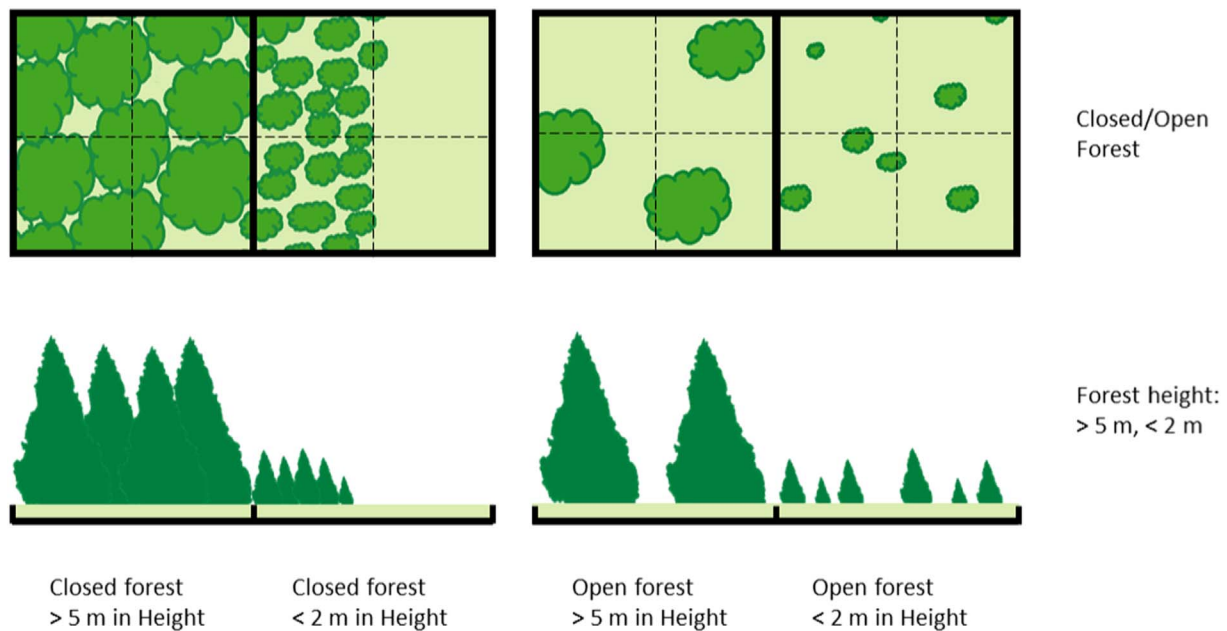 Closed/Open
Forest
Forest height:
> 5 m, < 2 m
Closed forest
> 5 m in Height
Closed forest
< 2 m in Height
Open forest
> 5 m in Height
Open forest
< 2 m in Height